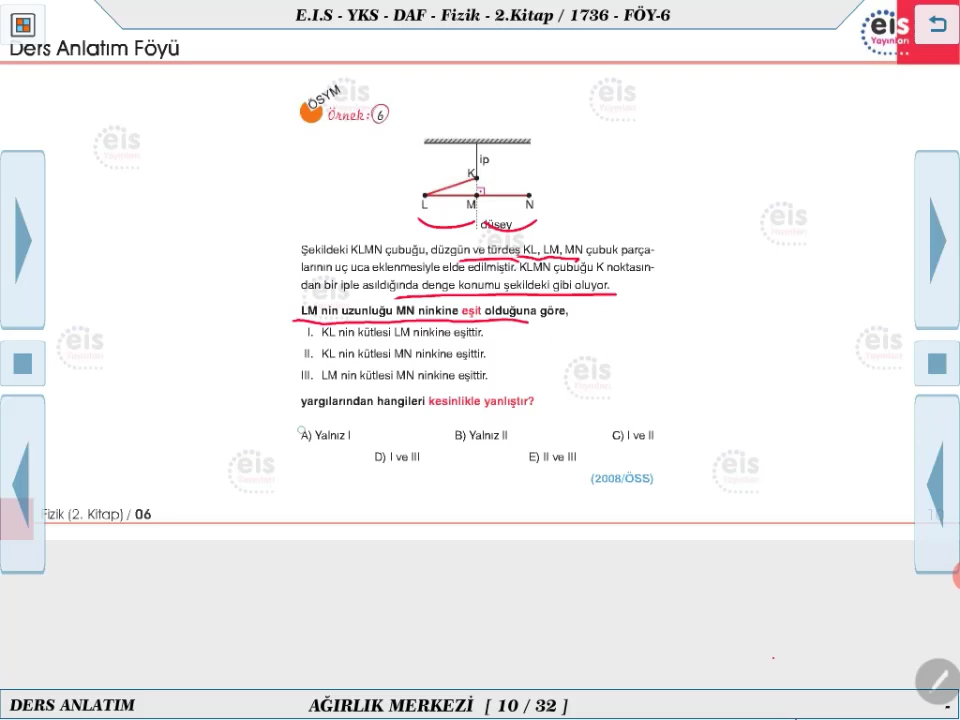 E.I.S - YKS - DAF - Fizik - 2.Kitap / 1736 - FÖY-6
Ders Anlatım Föyü
eis
Yayınları
ÖSYM
Örnek: 6
ip
K
L M N
düşey
Şekildeki KLMN çubuğu, düzgün ve türdeş KL, LM, MN çubuk parça-
larının uç uca eklenmesiyle elde edilmiştir. KLMN çubuğu K noktasın-
dan bir iple asıldığında denge konumu şekildeki gibi oluyor.
LM nin uzunluğu MN ninkine eşit olduğuna göre,
I. KL nin kütlesi LM ninkine eşittir.
II. KL nin kütlesi MN ninkine eşittir.
III. LM nin kütlesi MN ninkine eşittir.
yargılarından hangileri kesinlikle yanlıştır?
A) Yalnız I B) Yalnız II C) I ve II
D) I ve III E) II ve III
(2008/ÖSS)
Fizik (2. Kitap) / 06
DERS ANLATIM AĞIRLIK MERKEZİ [ 10 / 32 ] -